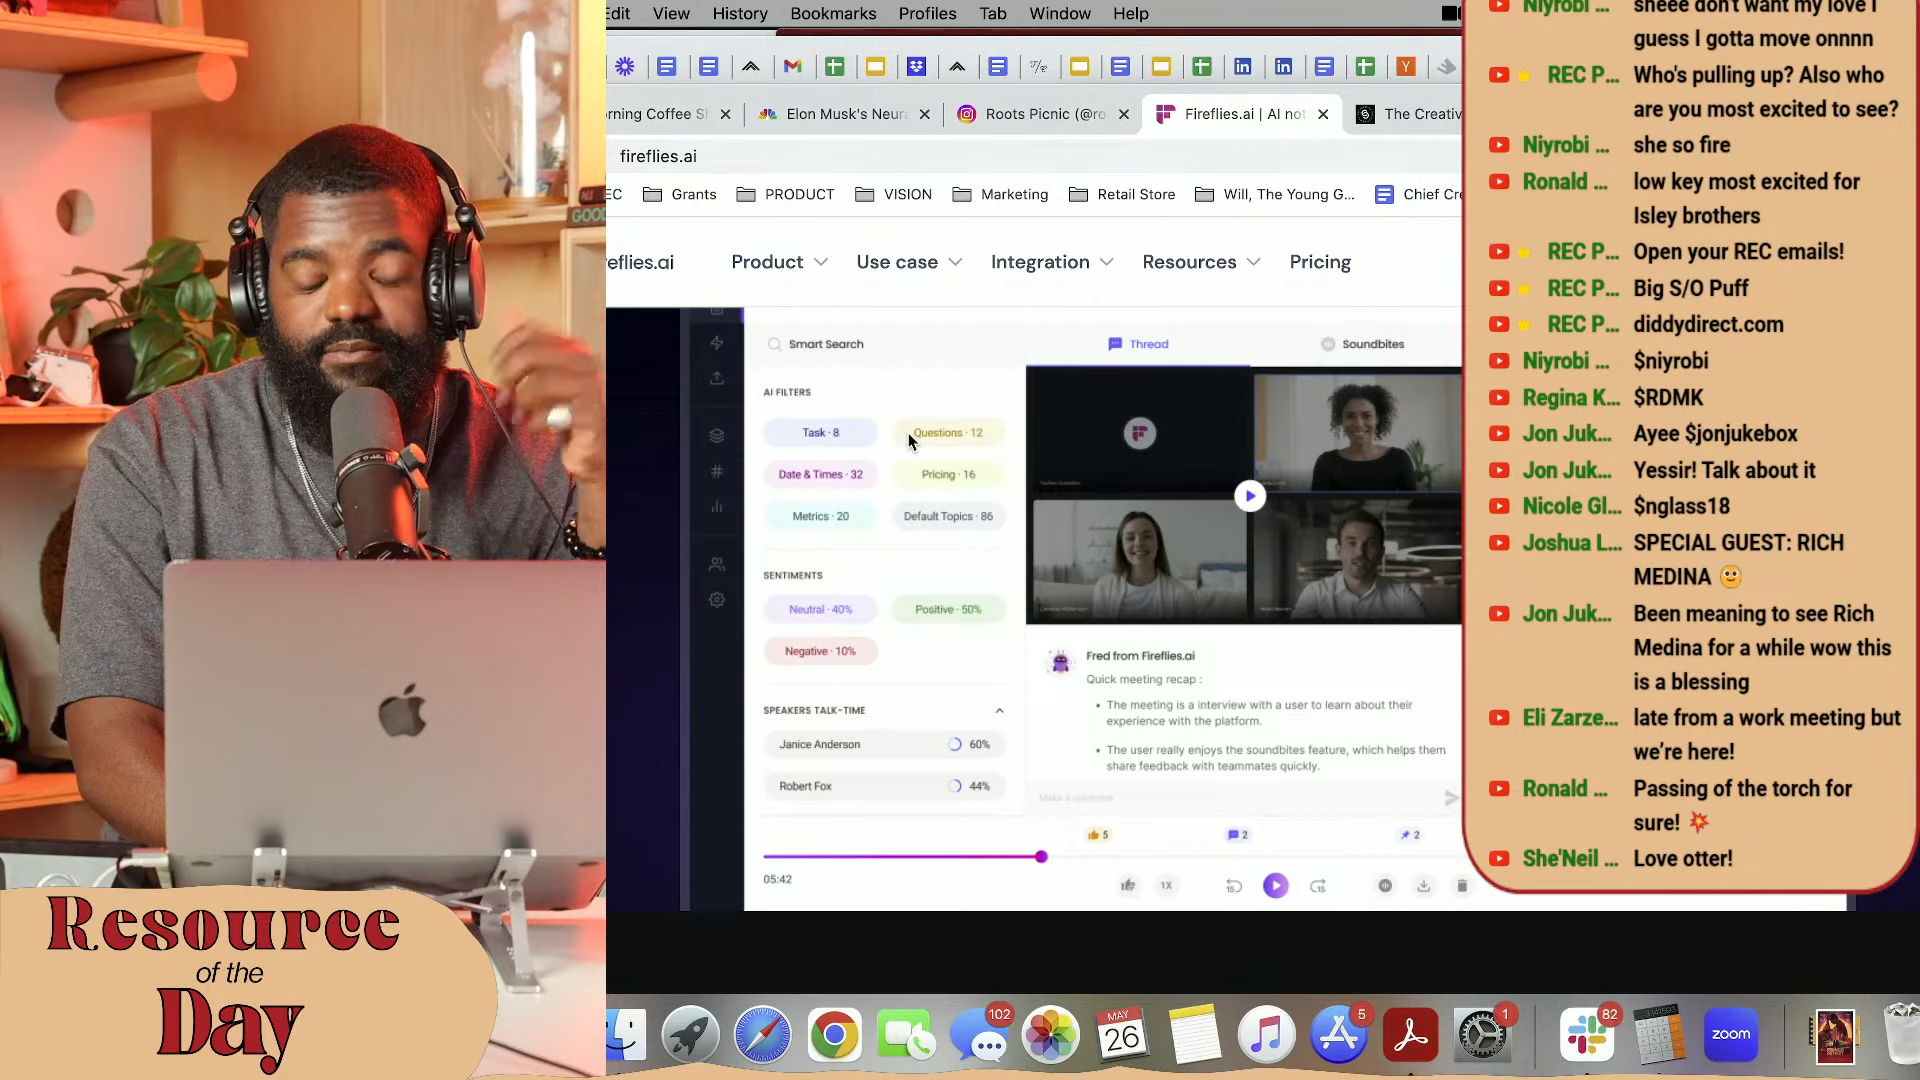 Edit View History Bookmarks Profiles Tab Window Help
Morning Coffee S
Elon Musk's Neura
Roots Picnic (@ro
Fireflies.ai | AI not
The Creativ
fireflies.ai
EC Grants PRODUCT VISION Marketing Retail Store Will, The Young G... Chief Cre
reflies.ai Product Use case Integration Resources Pricing
GOOD
Smart Search
Thread
Soundbites
AI FILTERS
Task · 8
Questions · 12
Date & Times · 32
Pricing · 16
Metrics · 20
Default Topics · 86
SENTIMENTS
Neutral · 40%
Positive · 50%
Negative · 10%
SPEAKERS TALK-TIME
Janice Anderson 60%
Robert Fox 44%
Fred from Fireflies.ai
Quick meeting recap :
• The meeting is a interview with a user to learn about their
experience with the platform.
• The user really enjoys the soundbites feature, which helps them
share feedback with teammates quickly.
Make a comment
5
2
2
05:42
1X
15
15
Niyrobi ... sheee don't want my love I
guess I gotta move onnnn
REC P... Who's pulling up? Also who
are you most excited to see?
Niyrobi ... she so fire
Ronald ... low key most excited for
Isley brothers
REC P... Open your REC emails!
REC P... Big S/O Puff
REC P... diddydirect.com
Niyrobi ... $niyrobi
Regina K... $RDMK
Jon Juk... Ayee $jonjukebox
Jon Juk... Yessir! Talk about it
Nicole Gl... $nglass18
Joshua L... SPECIAL GUEST: RICH
MEDINA 🙂
Jon Juk... Been meaning to see Rich
Medina for a while wow this
is a blessing
Eli Zarze... late from a work meeting but
we're here!
Ronald ... Passing of the torch for
sure! 💥
She'Neil ... Love otter!
Resource
of the
Day
102
MAY
26
5
1
82
zoom